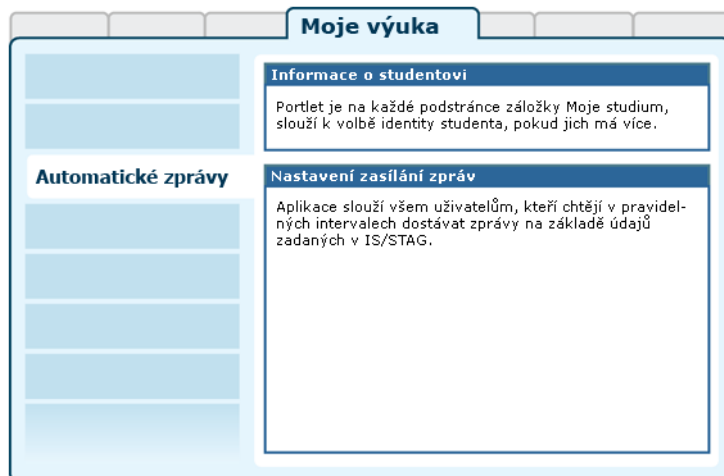 Moje výuka
Informace o studentovi
Portlet je na každé podstránce záložky Moje studium,
slouží k volbě identity studenta, pokud jich má více.
Automatické zprávy
Nastavení zasílání zpráv
Aplikace slouží všem uživatelům, kteří chtějí v pravidel-
ných intervalech dostávat zprávy na základě údajů
zadaných v IS/STAG.